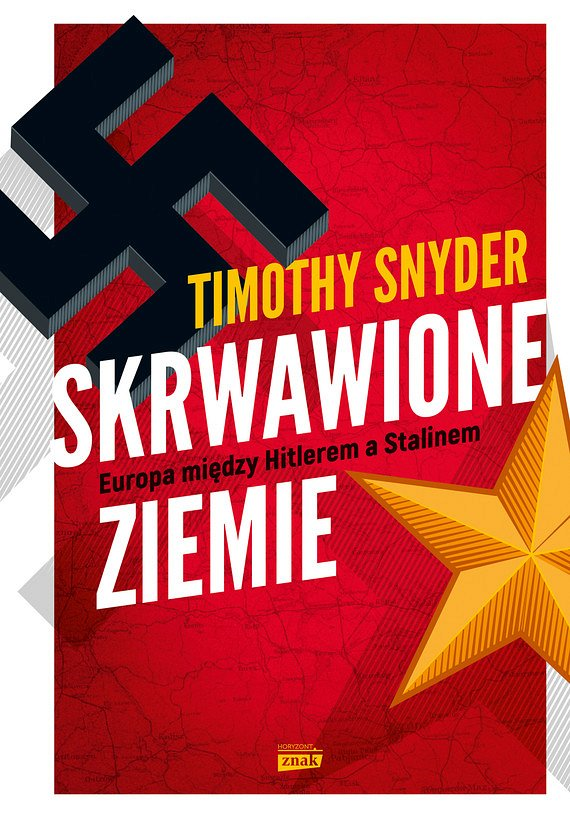 TIMOTHY SNYDER
SKRWAWIONE
Europa między Hitlerem a Stalinem
ZIEMIE
HORYZONT
znak